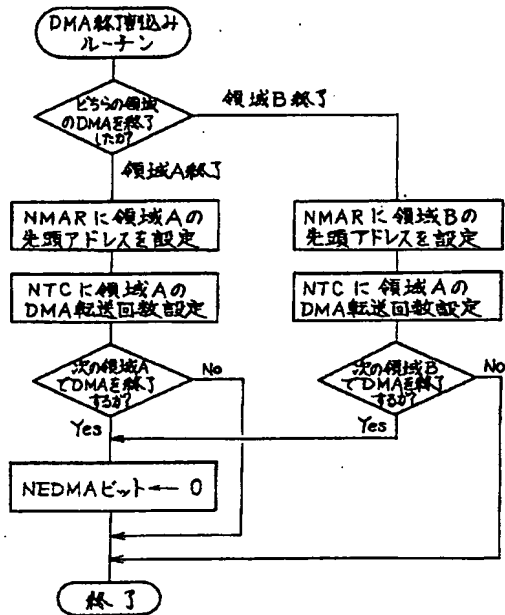 DMA終了割込み
ルーチン
どちらの領域
のDMAを終了
したか?
領域B終了
領域A終了
NMARに領域Aの
先頭アドレスを設定
NTCに領域Aの
DMA転送回数設定
次の領域A
でDMAを終了
するか?
No
Yes
NMARに領域Bの
先頭アドレスを設定
NTCに領域Aの
DMA転送回数設定
次の領域B
でDMAを終了
するか?
No
Yes
NEDMAビット← 0
終了